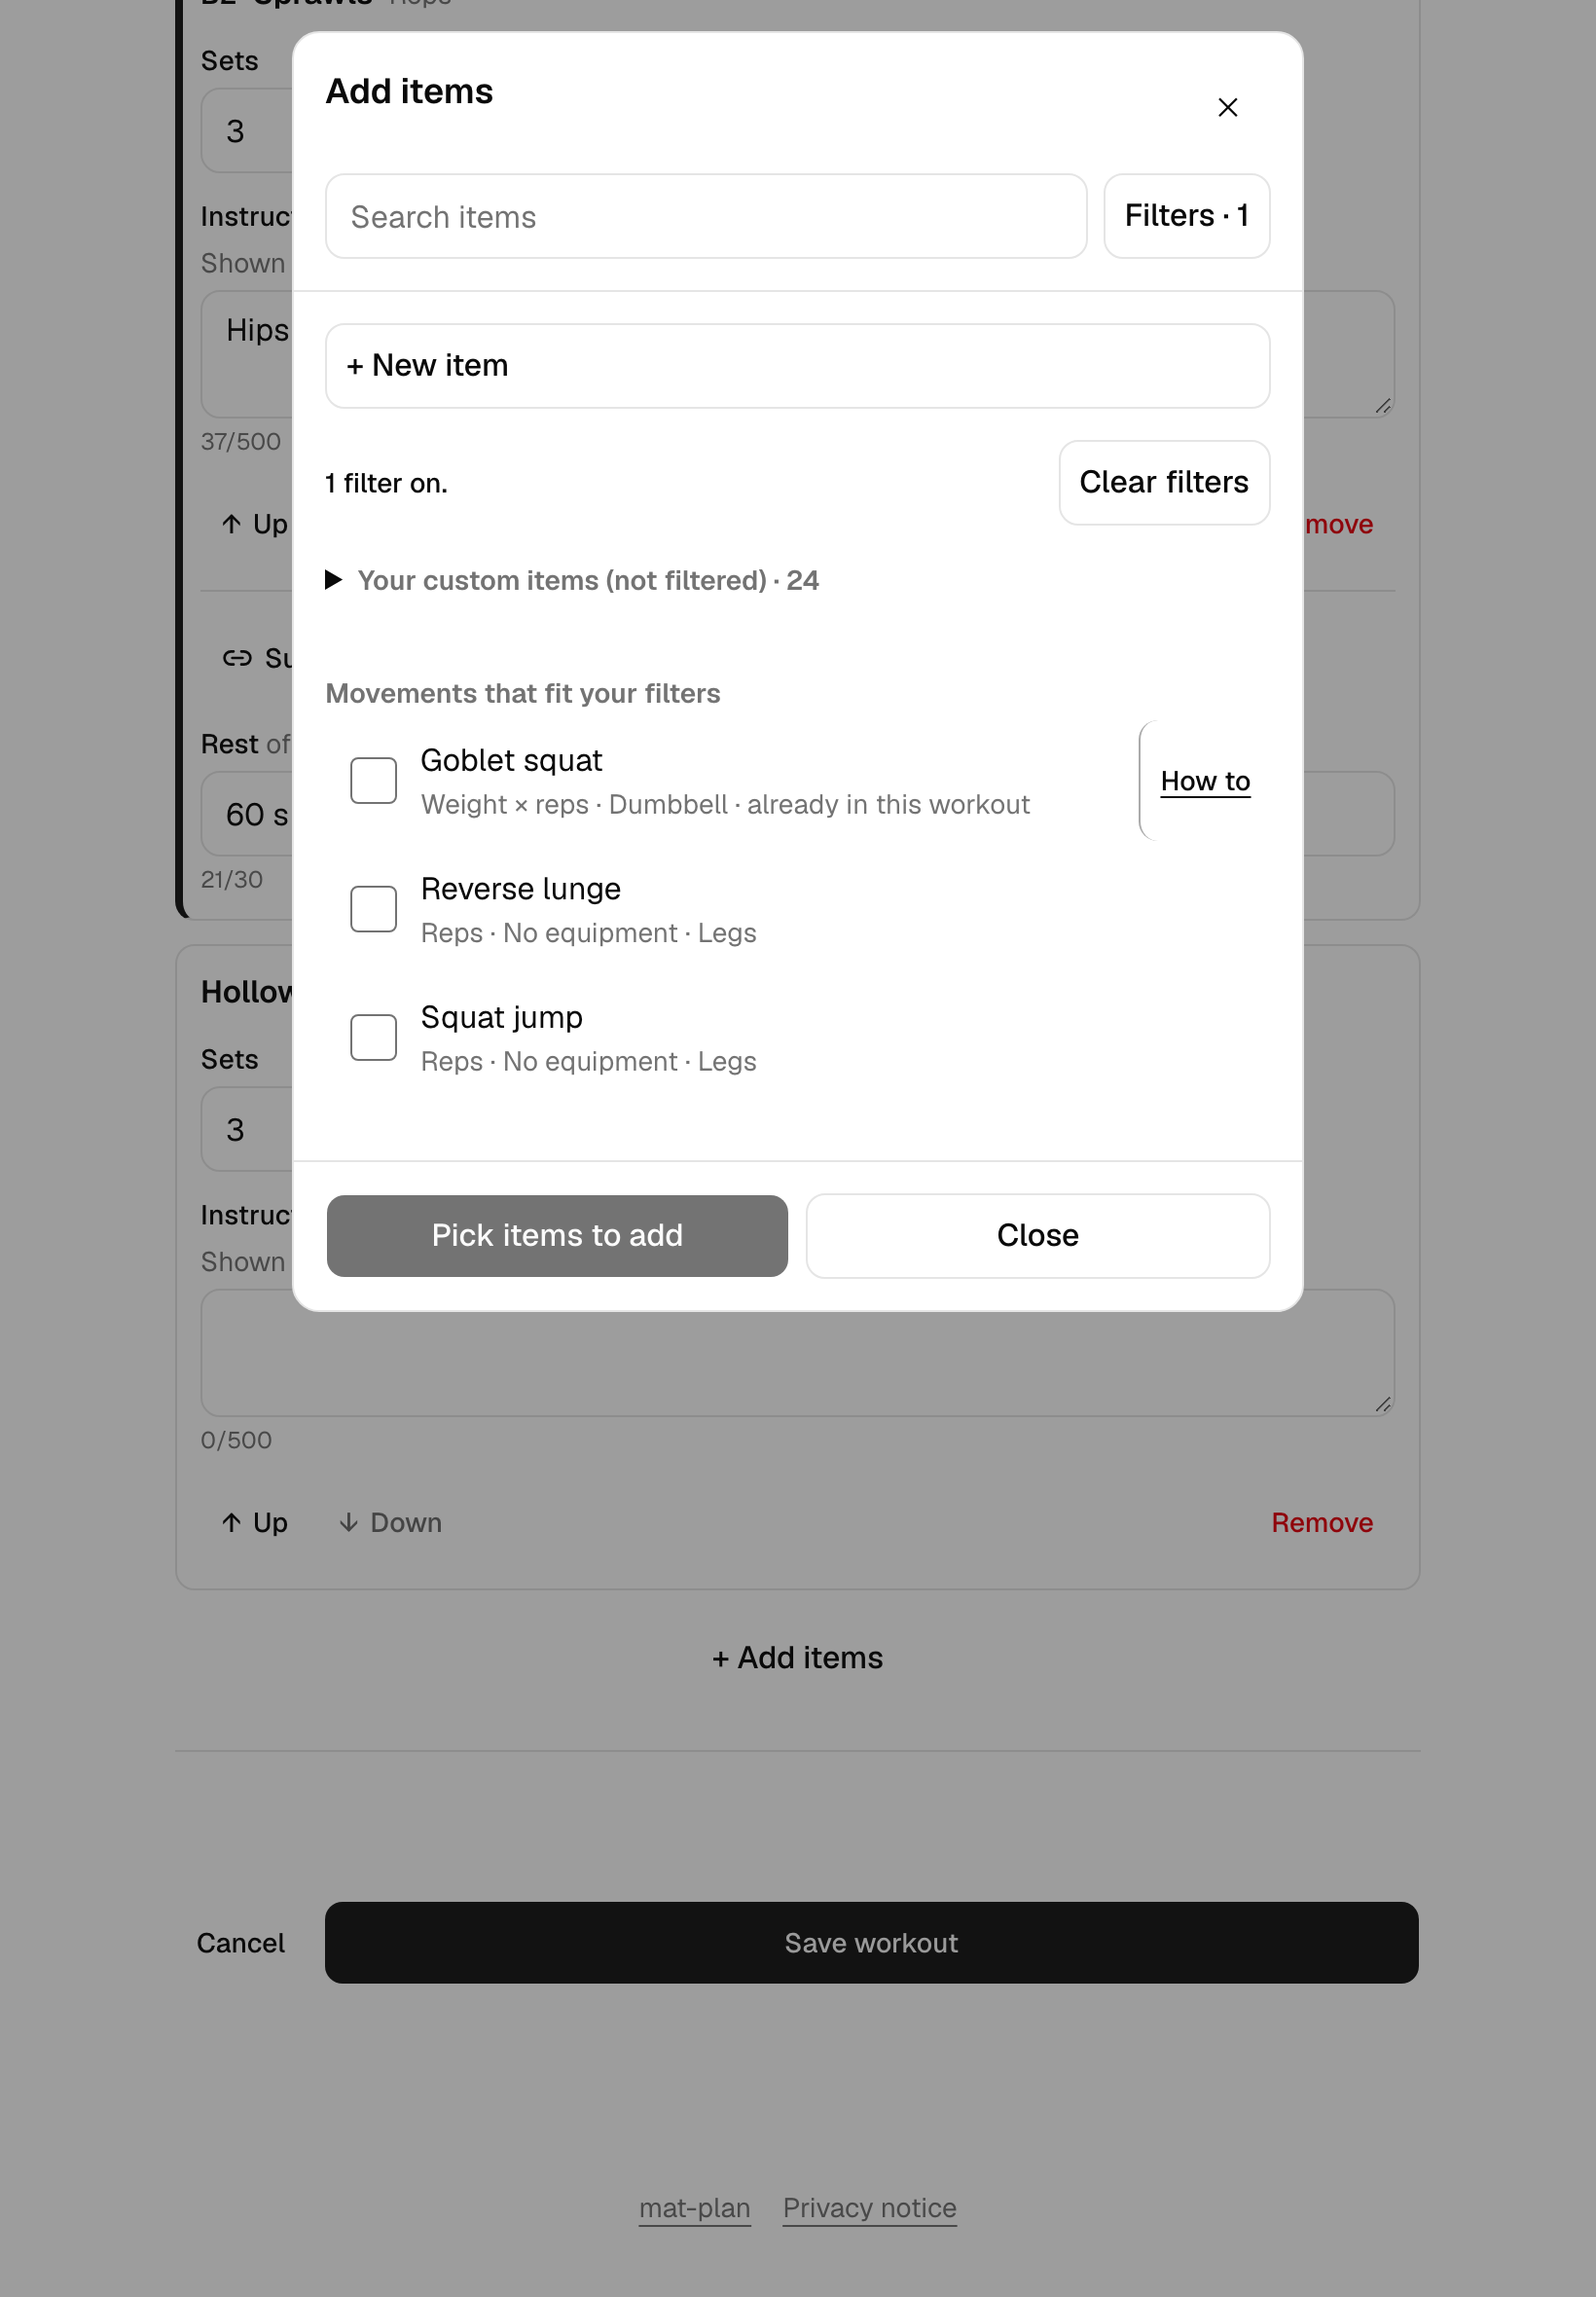 B2 Sprawls Reps
Sets
3
Instruc
Shown
Hips
37/500
↑ Up
move
Su
Rest of
60 s
21/30
Add items
Search items
Filters · 1
+ New item
1 filter on.
Clear filters
Your custom items (not filtered) · 24
Movements that fit your filters
Goblet squat
Weight × reps · Dumbbell · already in this workout
How to
Reverse lunge
Reps · No equipment · Legs
Squat jump
Reps · No equipment · Legs
Pick items to add
Close
Hollow
Sets
3
Instruc
Shown
0/500
↑ Up ↓ Down
Remove
+ Add items
Cancel
Save workout
mat-plan Privacy notice